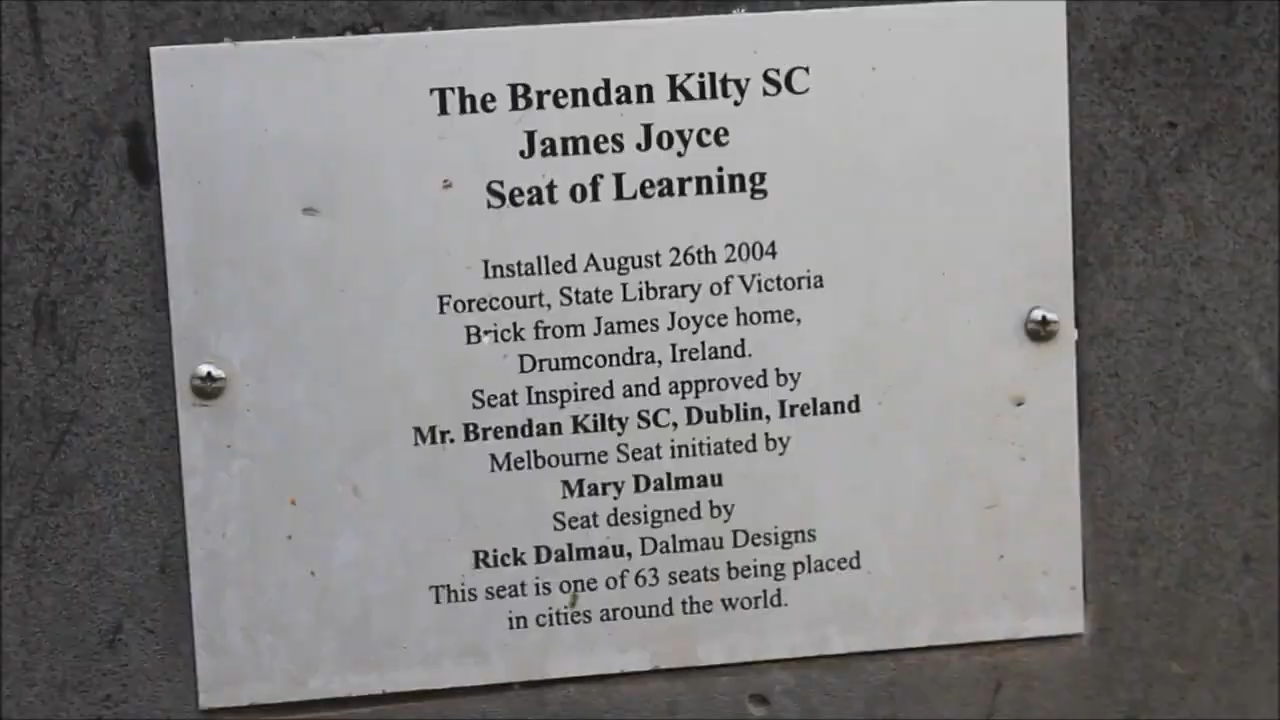 The Brendan Kilty SC
James Joyce
Seat of Learning
Installed August 26th 2004
Forecourt, State Library of Victoria
Brick from James Joyce home,
Drumcondra, Ireland.
Seat Inspired and approved by
Mr. Brendan Kilty SC, Dublin, Ireland
Melbourne Seat initiated by
Mary Dalmau
Seat designed by
Rick Dalmau, Dalmau Designs
This seat is one of 63 seats being placed
in cities around the world.